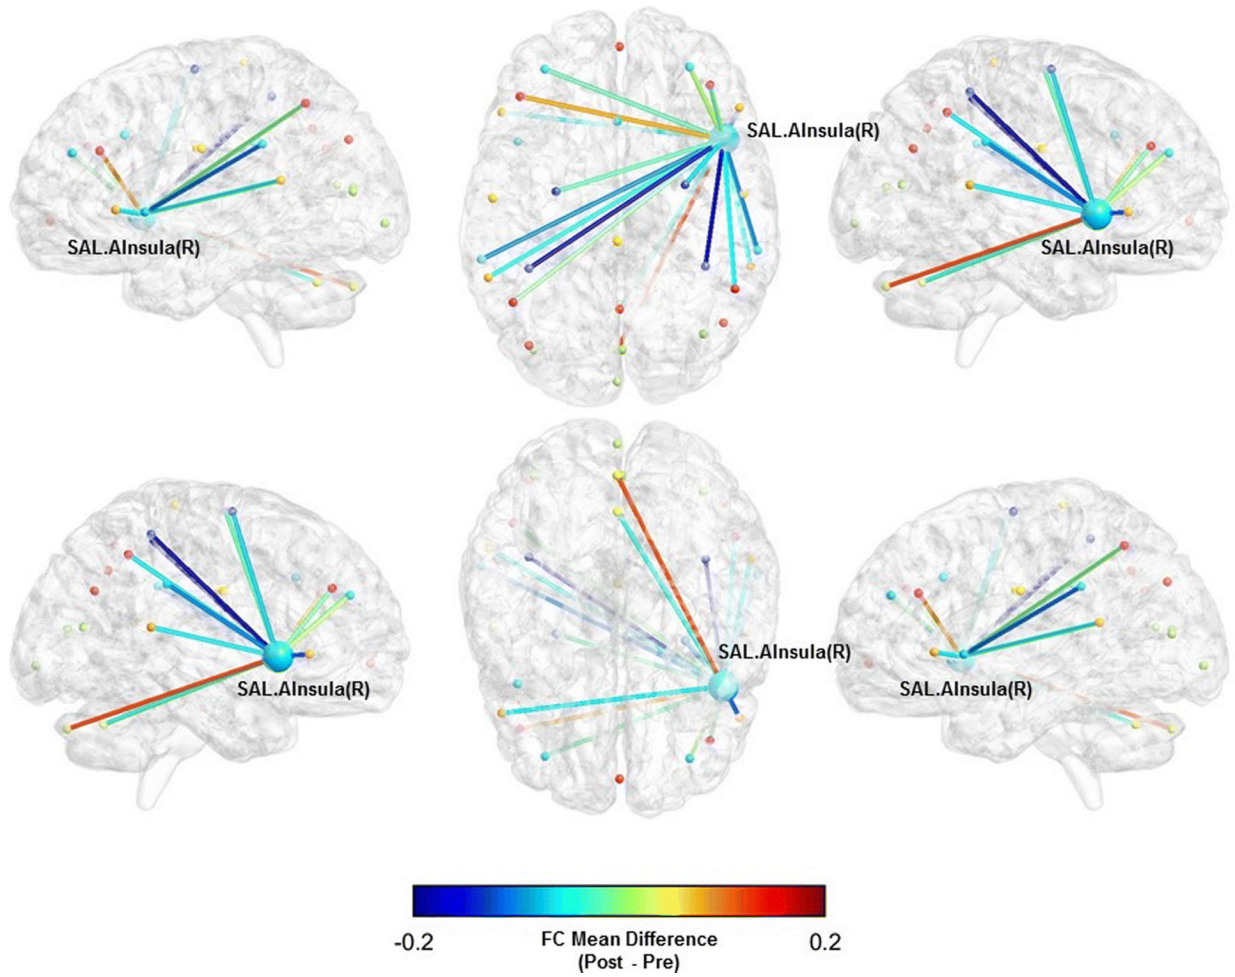 SAL.AInsula(R)
SAL.AInsula(R)
SAL.AInsula(R)
SAL.AInsula(R)
SAL.AInsula(R)
SAL.AInsula(R)
-0.2
FC Mean Difference
(Post - Pre)
0.2